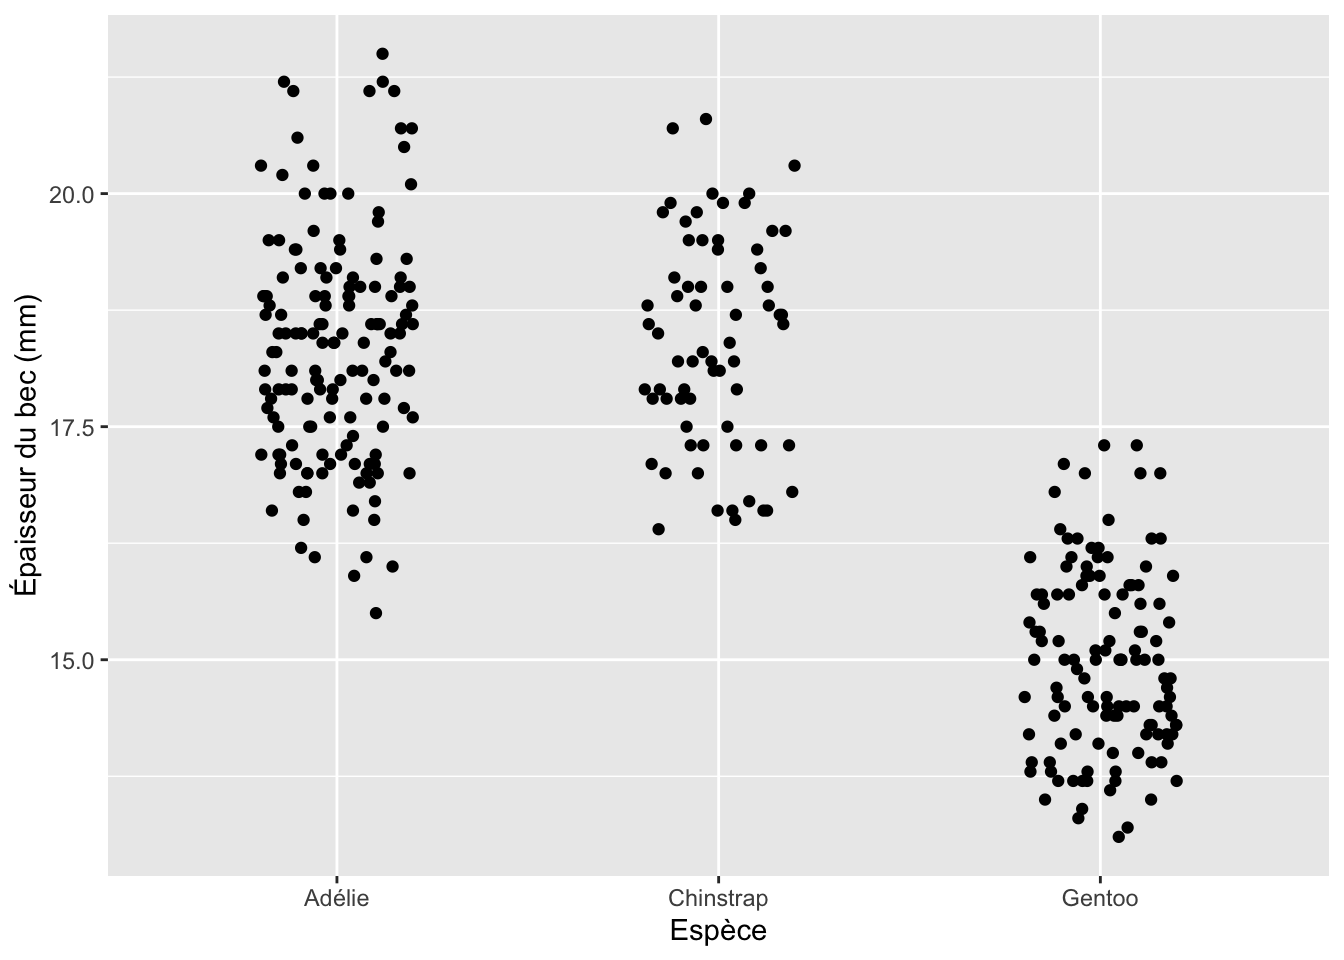 Épaisseur du bec (mm)
20.0
17.5
15.0
Adélie
Chinstrap
Gentoo
Espèce